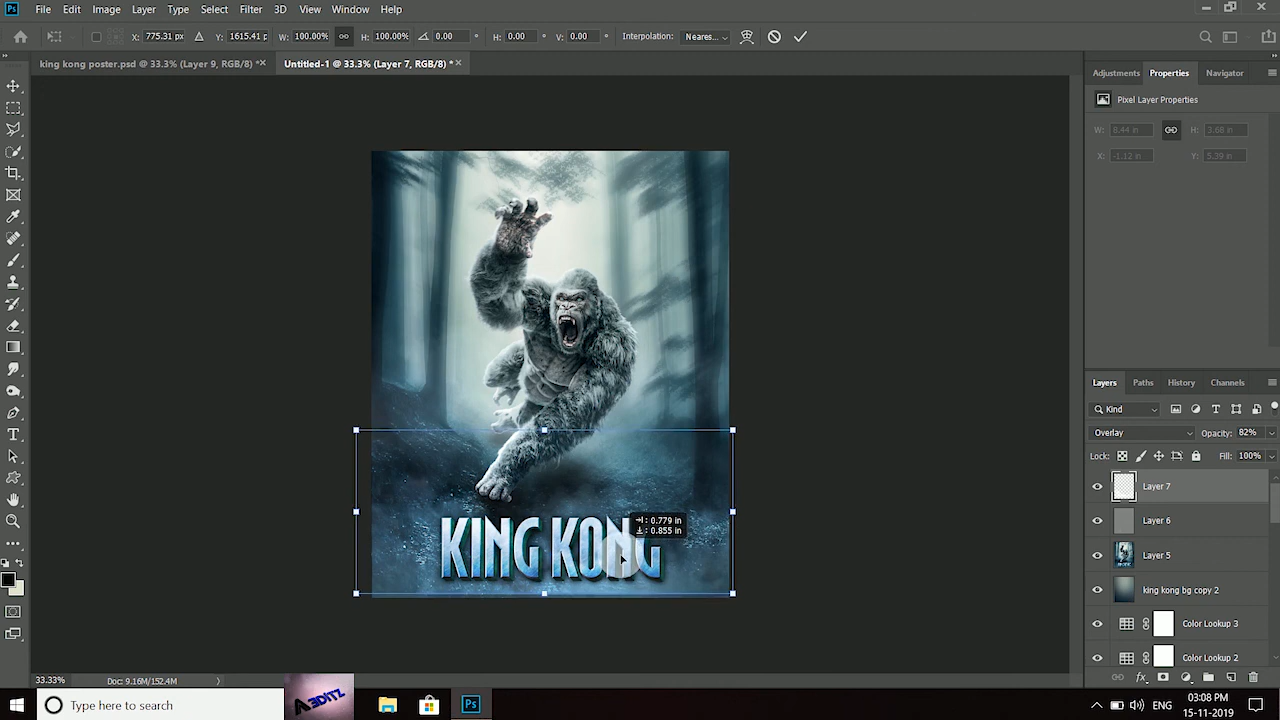 Ps File Edit Image Layer Type Select Filter 3D View Window Help
X: 775.31 px Y: 1615.41 p W: 100.00% H: 100.00% 0.00 ° H: 0.00 ° V: 0.00 ° Interpolation: Neares...
king kong poster.psd @ 33.3% (Layer 9, RGB/8) * × Untitled-1 @ 33.3% (Layer 7, RGB/8) * ×
Adjustments Properties Navigator
Pixel Layer Properties
W: 8.44 in H: 3.68 in
X: -1.12 in Y: 5.39 in
Layers Paths History Channels
Kind
Overlay Opacity: 82%
Lock: Fill: 100%
Layer 7
Layer 6
Layer 5
king kong bg copy 2
Color Lookup 3
Color Lookup 2
: 0.779 in
: 0.855 in
KING KONG
33.33% Doc: 9.16M/152.4M
Type here to search
A 3DITZ
Ps
ENG
03:08 PM
15-11-2019